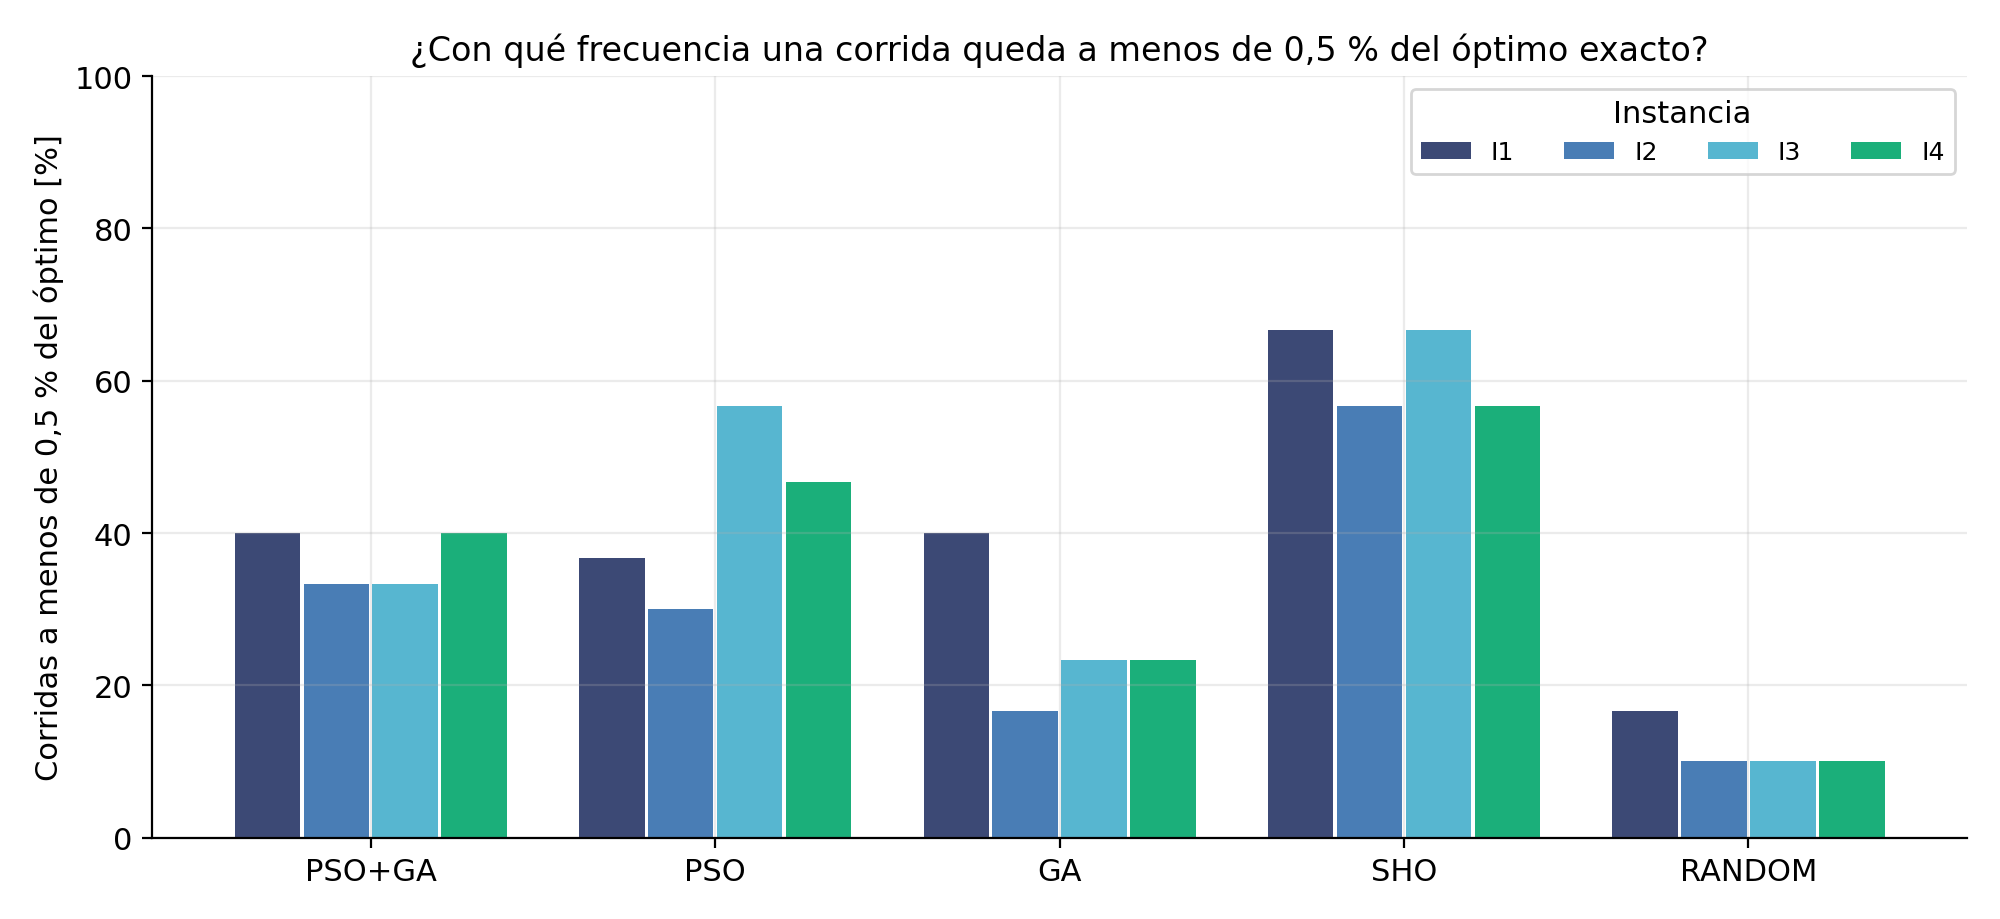 ¿Con qué frecuencia una corrida queda a menos de 0,5 % del óptimo exacto?
Corridas a menos de 0,5 % del óptimo [%]
100
80
60
40
20
0
Instancia
I1 I2 I3 I4
PSO+GA PSO GA SHO RANDOM